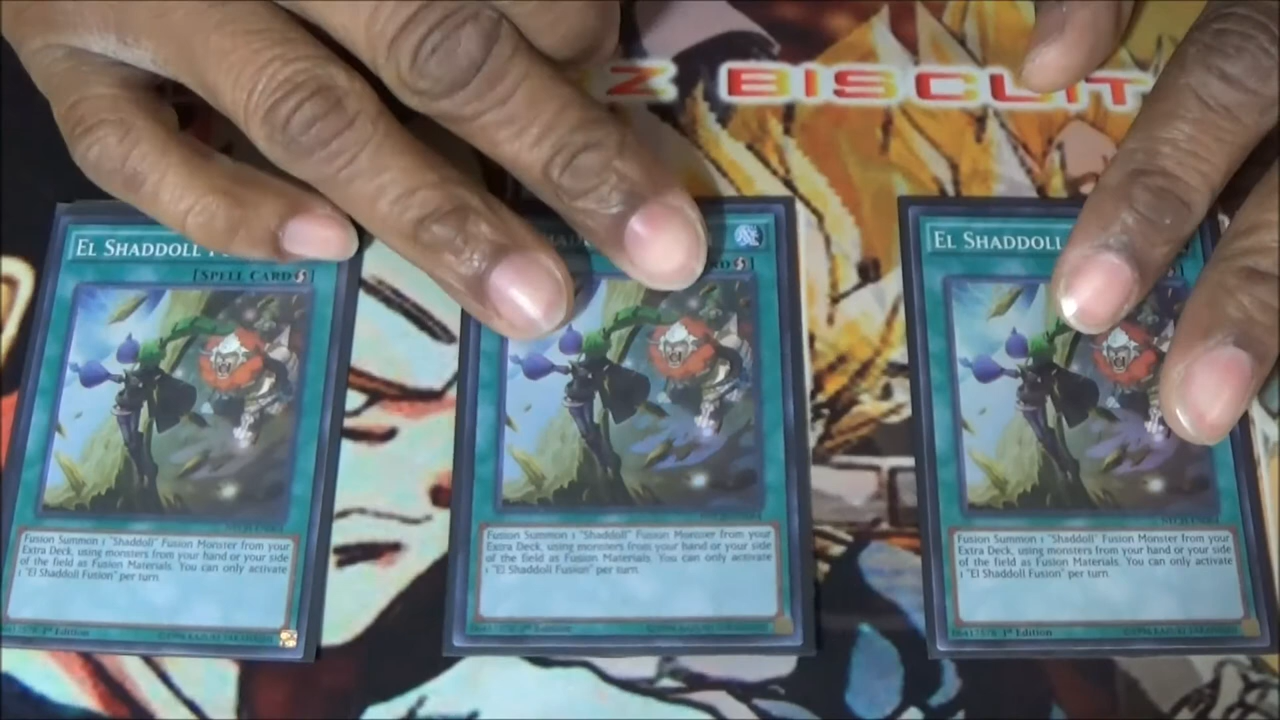 Z BISCUIT
EL SHADDOLL
[SPELL CARD
Fusion Summon 1 "Shaddoll" Fusion Monster from your
Extra Deck, using monsters from your hand or your side
of the field as Fusion Materials. You can only activate
1 "El Shaddoll Fusion" per turn.
1st Edition
Fusion Summon 1 "Shaddoll" Fusion Monster from your
Extra Deck, using monsters from your hand or your side
of the field as Fusion Materials. You can only activate
1 "El Shaddoll Fusion" per turn.
1st Edition
EL SHADDOLL
Fusion Summon 1 "Shaddoll" Fusion Monster from your
Extra Deck, using monsters from your hand or your side
of the field as Fusion Materials. You can only activate
1 "El Shaddoll Fusion" per turn.
1st Edition